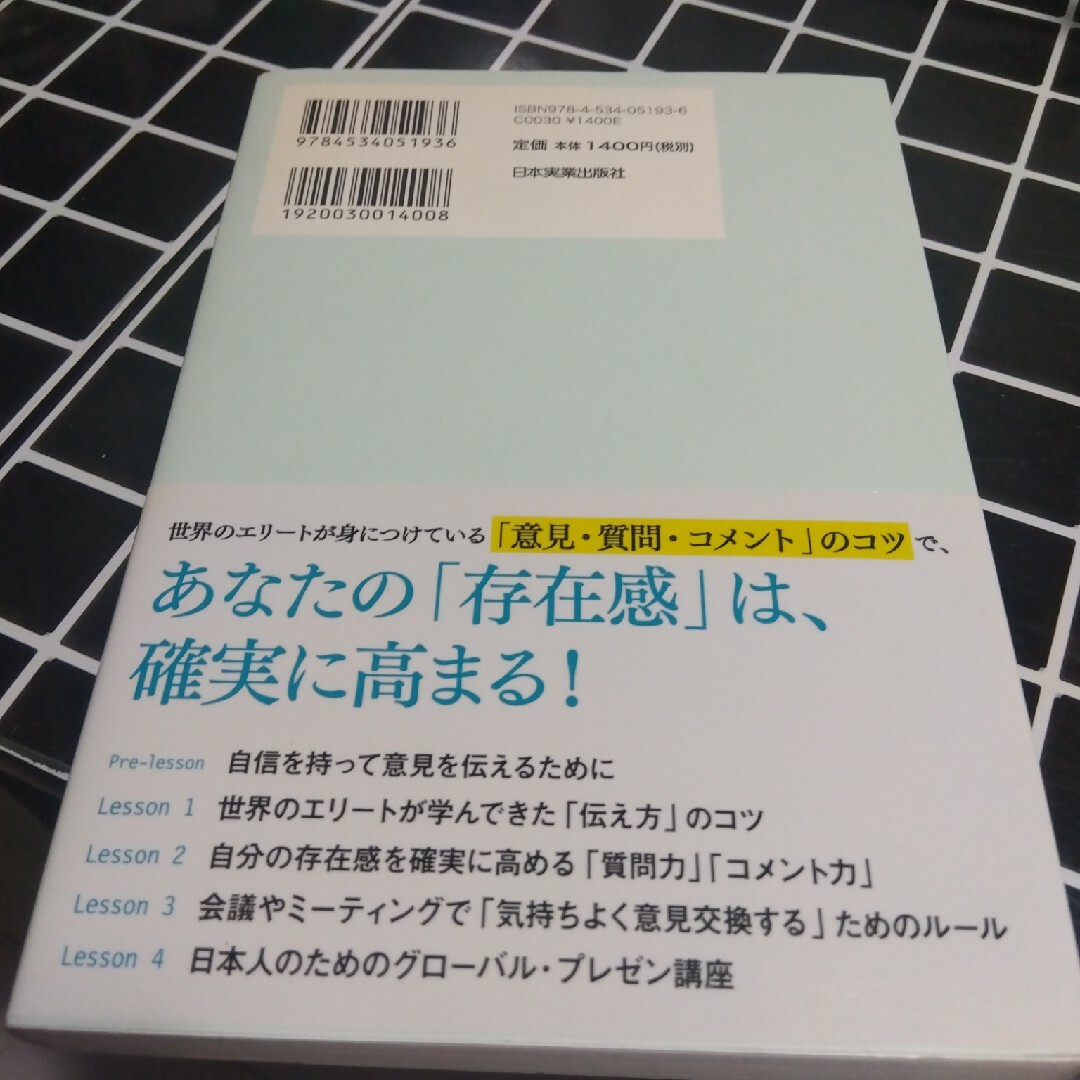 9784534051936
1920030014008
ISBN978-4-534-05193-6
C0030 ¥1400E
定価 本体1400円(税別)
日本実業出版社
世界のエリートが身につけている「意見・質問・コメント」のコツで、
あなたの「存在感」は、
確実に高まる!
Pre-lesson 自信を持って意見を伝えるために
Lesson 1 世界のエリートが学んできた「伝え方」のコツ
Lesson 2 自分の存在感を確実に高める「質問力」「コメント力」
Lesson 3 会議やミーティングで「気持ちよく意見交換する」ためのルール
Lesson 4 日本人のためのグローバル・プレゼン講座